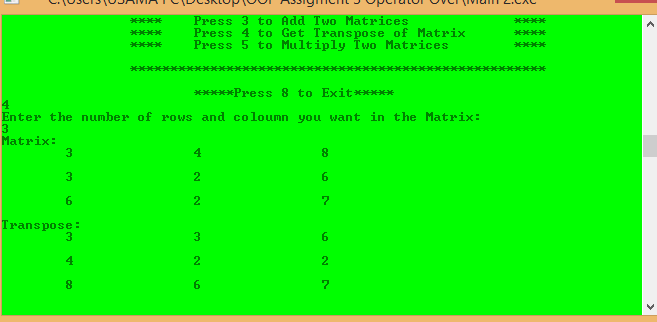 C:\Users\USAMA PC\Desktop\OOP Assigment 3 Operator Over\Main 2.exe
**** Press 3 to Add Two Matrices ****
**** Press 4 to Get Transpose of Matrix ****
**** Press 5 to Multiply Two Matrices ****
****************************************************
*****Press 8 to Exit*****
4
Enter the number of rows and coloumn you want in the Matrix:
3
Matrix:
3 4 8
3 2 6
6 2 7
Transpose:
3 3 6
4 2 2
8 6 7